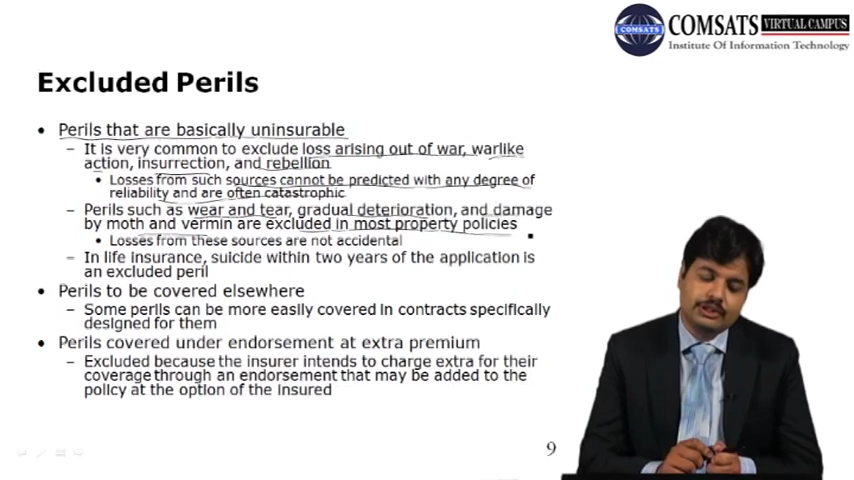 COMSATS VIRTUAL CAMPUS
COMSATS
Institute Of Information Technology
Excluded Perils
• Perils that are basically uninsurable
– It is very common to exclude loss arising out of war, warlike
action, insurrection, and rebellion
• Losses from such sources cannot be predicted with any degree of
reliability and are often catastrophic
– Perils such as wear and tear, gradual deterioration, and damage
by moth and vermin are excluded in most property policies
• Losses from these sources are not accidental
– In life insurance, suicide within two years of the application is
an excluded peril
• Perils to be covered elsewhere
– Some perils can be more easily covered in contracts specifically
designed for them
• Perils covered under endorsement at extra premium
– Excluded because the insurer intends to charge extra for their
coverage through an endorsement that may be added to the
policy at the option of the insured
9